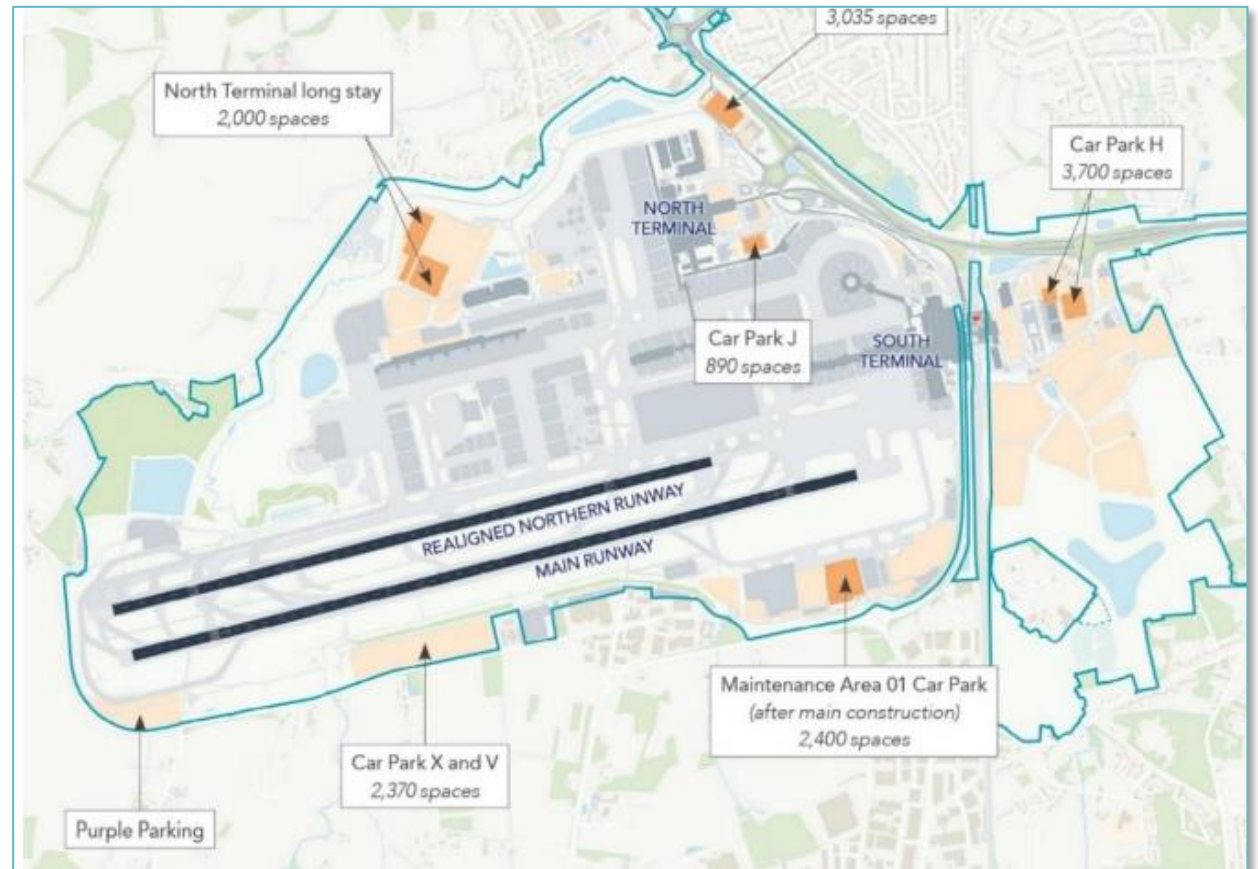 3,035 spaces
North Terminal long stay
2,000 spaces
Car Park H
3,700 spaces
NORTH
TERMINAL
Car Park J
890 spaces
SOUTH
TERMINAL
REALIGNED NORTHERN RUNWAY
MAIN RUNWAY
Maintenance Area 01 Car Park
(after main construction)
2,400 spaces
Car Park X and V
2,370 spaces
Purple Parking